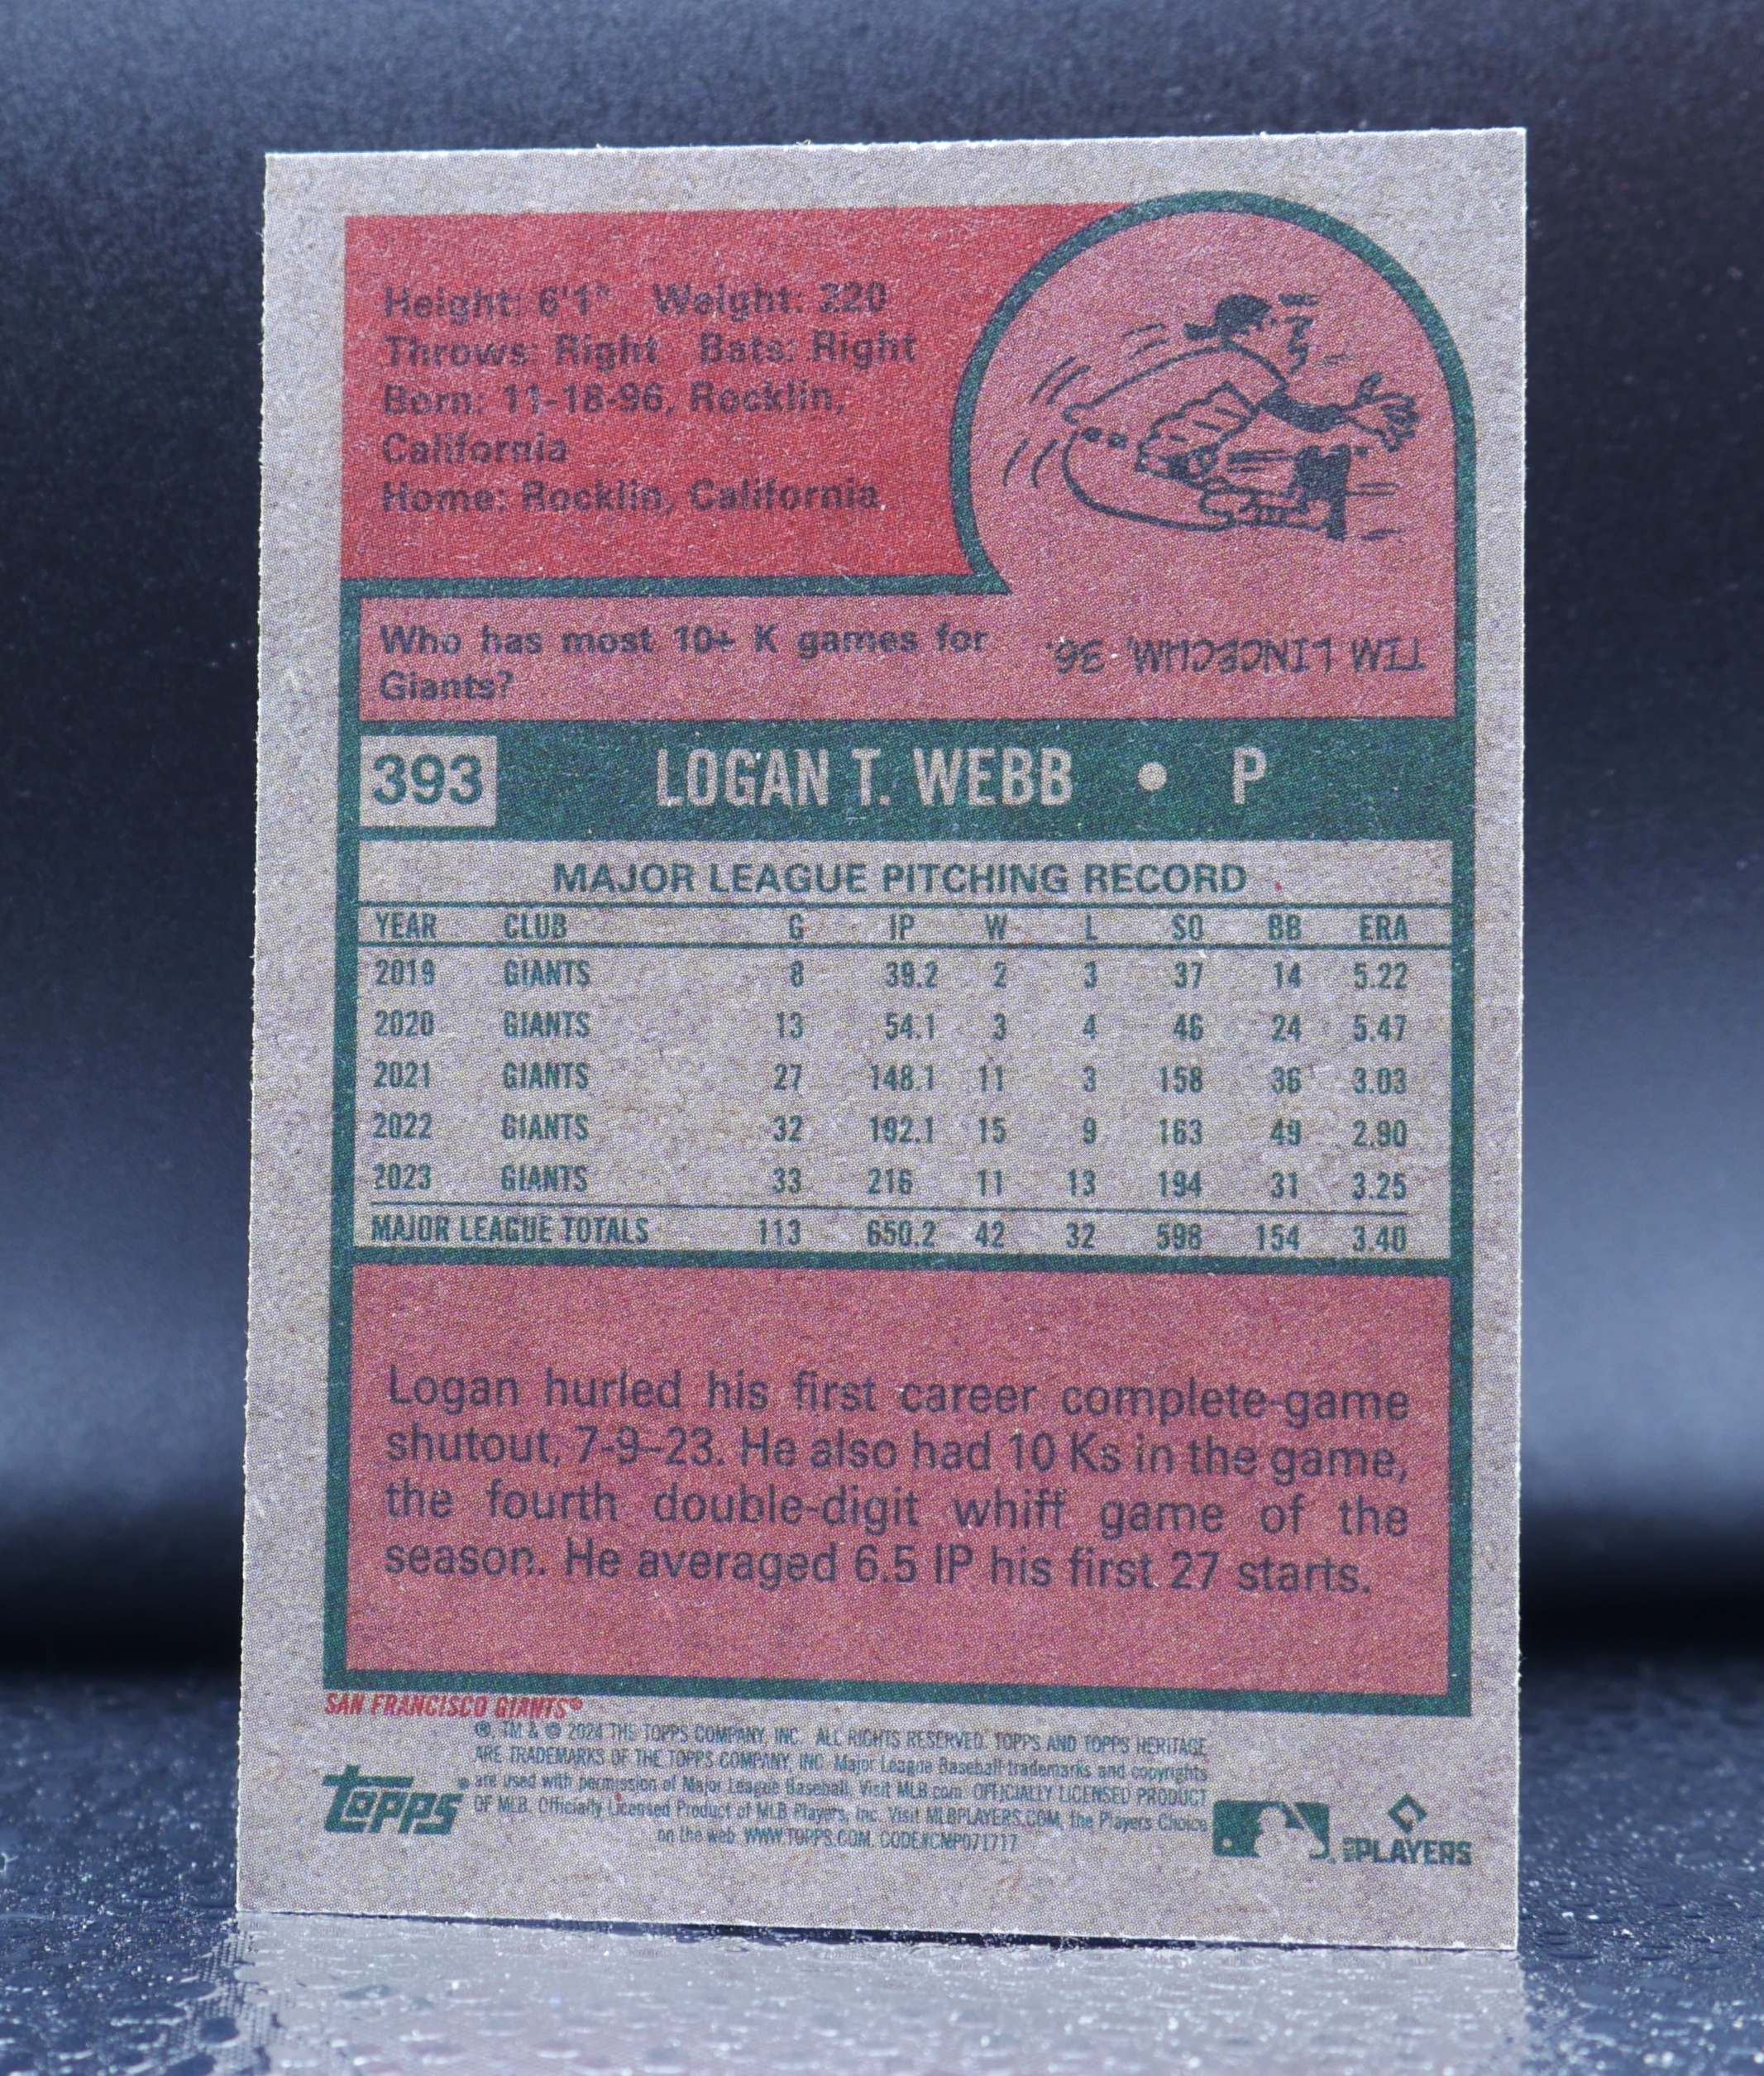 Height: 6'1" Weight: 220
Throws: Right Bats: Right
Born: 11-18-96, Rocklin,
California
Home: Rocklin, California
Who has most 10+ K games for
Giants?
TIM LINCECUM, 36.
393 LOGAN T. WEBB • P
MAJOR LEAGUE PITCHING RECORD
YEAR CLUB G IP W L SO BB ERA
2019 GIANTS 8 39.2 2 3 37 14 5.22
2020 GIANTS 13 54.1 3 4 46 24 5.47
2021 GIANTS 27 148.1 11 3 158 36 3.03
2022 GIANTS 32 192.1 15 9 163 49 2.90
2023 GIANTS 33 216 11 13 194 31 3.25
MAJOR LEAGUE TOTALS 113 650.2 42 32 598 154 3.40
Logan hurled his first career complete-game
shutout, 7-9-23. He also had 10 Ks in the game,
the fourth double-digit whiff game of the
season. He averaged 6.5 IP his first 27 starts.
SAN FRANCISCO GIANTS®
®, TM & © 2024 THE TOPPS COMPANY, INC. ALL RIGHTS RESERVED. TOPPS AND TOPPS HERITAGE
ARE TRADEMARKS OF THE TOPPS COMPANY, INC. Major League Baseball trademarks and copyrights
are used with permission of Major League Baseball. Visit MLB.com. OFFICIALLY LICENSED PRODUCT
OF MLB. Officially Licensed Product of MLB Players, Inc. Visit MLBPLAYERS.COM, the Players Choice
on the web. WWW.TOPPS.COM. CODE#CMP071717
topps®
MLB PLAYERS